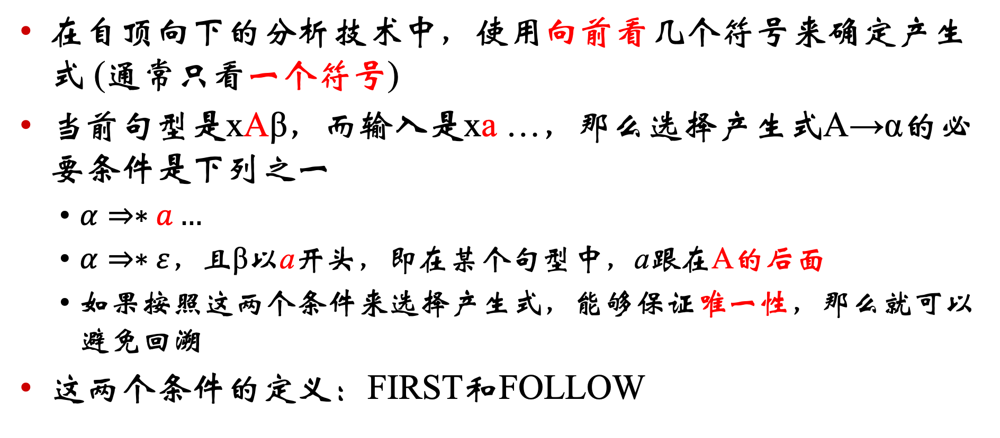 • 在自顶向下的分析技术中，使用向前看几个符号来确定产生
式(通常只看一个符号)
• 当前句型是xAβ，而输入是xa …，那么选择产生式A→α的必
要条件是下列之一
• α ⇒* a …
• α ⇒* ε，且β以a开头，即在某个句型中，a跟在A的后面
• 如果按照这两个条件来选择产生式，能够保证唯一性，那么就可以
避免回溯
• 这两个条件的定义：FIRST和FOLLOW